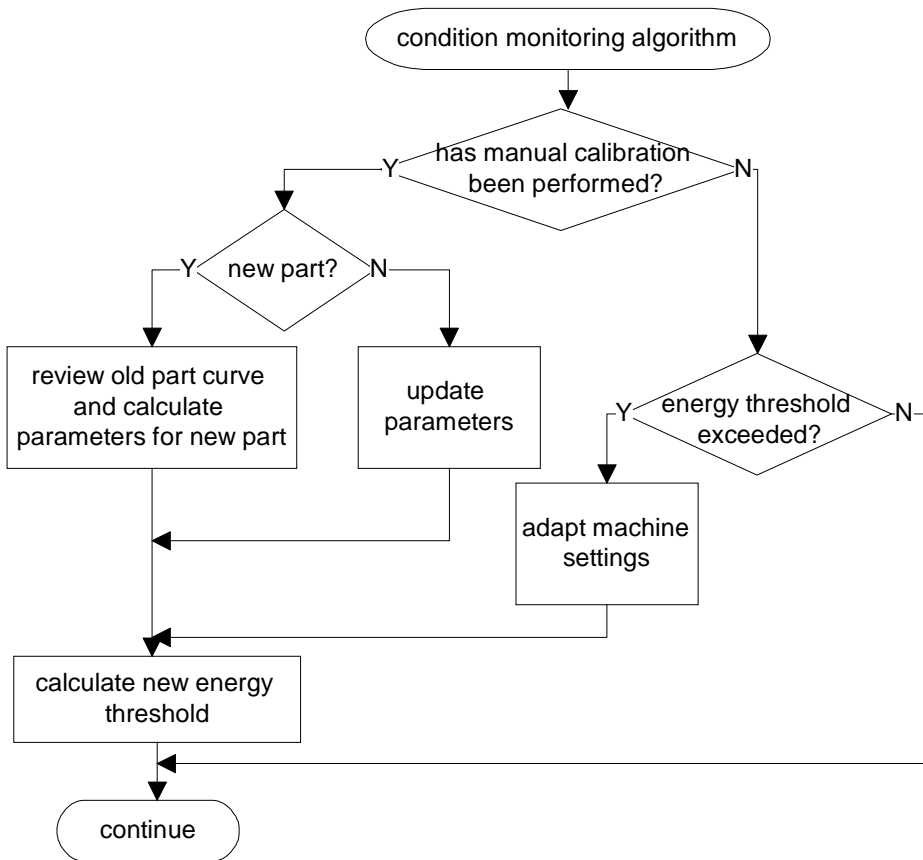 condition monitoring algorithm
has manual calibration
been performed?
Y
N
new part?
Y
N
review old part curve
and calculate
parameters for new part
update
parameters
energy threshold
exceeded?
Y
N
adapt machine
settings
calculate new energy
threshold
continue